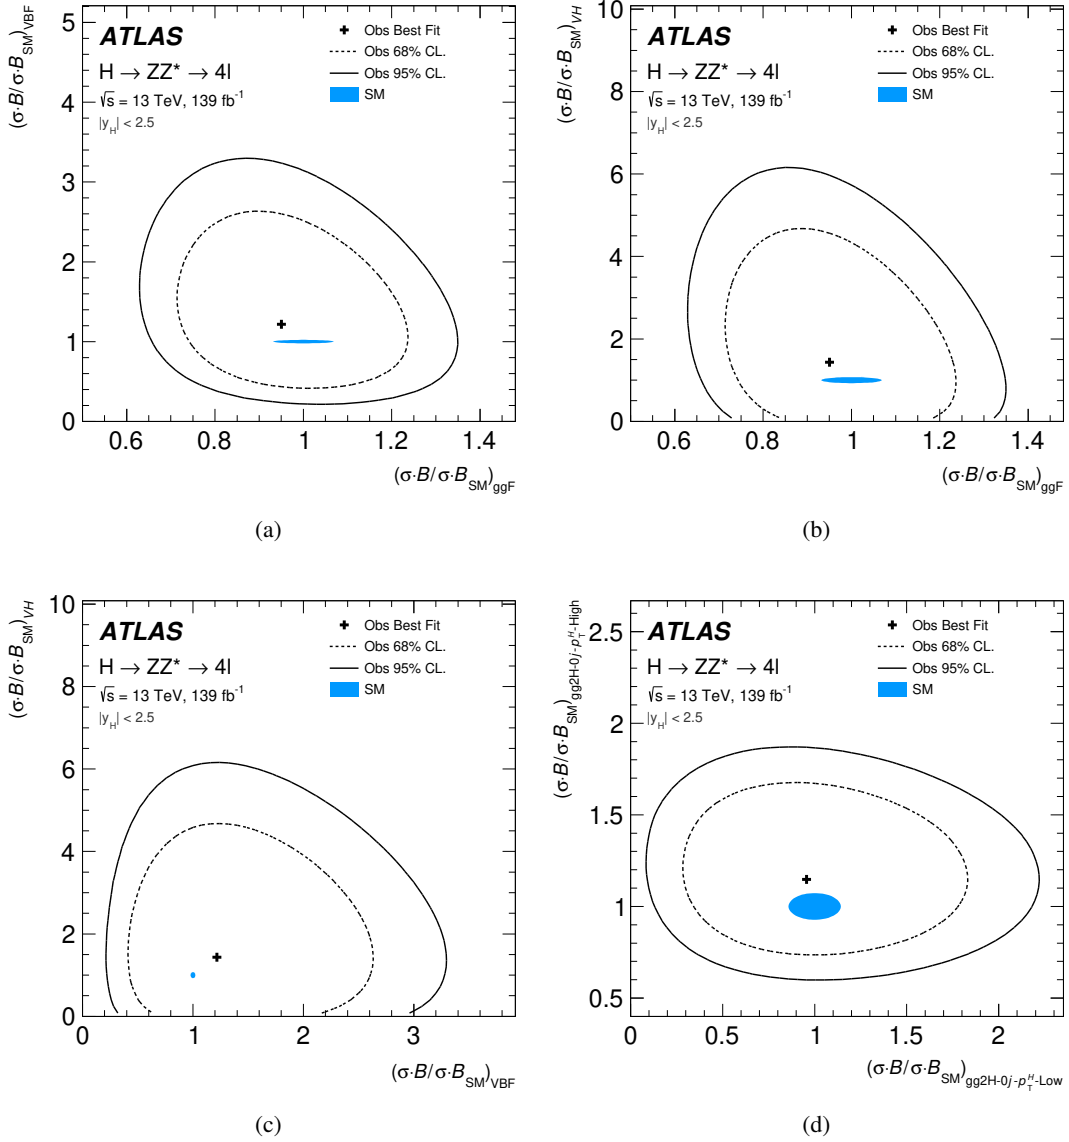 (σ·B/σ·B_SM)_VBF
5
4
3
2
1
0
ATLAS
H → ZZ* → 4l
√s = 13 TeV, 139 fb⁻¹
|y_H| < 2.5
Obs Best Fit
Obs 68% CL.
Obs 95% CL.
SM
0.6 0.8 1 1.2 1.4
(σ·B/σ·B_SM)_ggF
(a)
(σ·B/σ·B_SM)_VH
10
8
6
4
2
0
ATLAS
H → ZZ* → 4l
√s = 13 TeV, 139 fb⁻¹
|y_H| < 2.5
Obs Best Fit
Obs 68% CL.
Obs 95% CL.
SM
0.6 0.8 1 1.2 1.4
(σ·B/σ·B_SM)_ggF
(b)
(σ·B/σ·B_SM)_VH
10
8
6
4
2
0
ATLAS
H → ZZ* → 4l
√s = 13 TeV, 139 fb⁻¹
|y_H| < 2.5
Obs Best Fit
Obs 68% CL.
Obs 95% CL.
SM
0 1 2 3
(σ·B/σ·B_SM)_VBF
(c)
(σ·B/σ·B_SM)_gg2H-0j-p_T^H-High
2.5
2
1.5
1
0.5
ATLAS
H → ZZ* → 4l
√s = 13 TeV, 139 fb⁻¹
|y_H| < 2.5
Obs Best Fit
Obs 68% CL.
Obs 95% CL.
SM
0 0.5 1 1.5 2
(σ·B/σ·B_SM)_gg2H-0j-p_T^H-Low
(d)